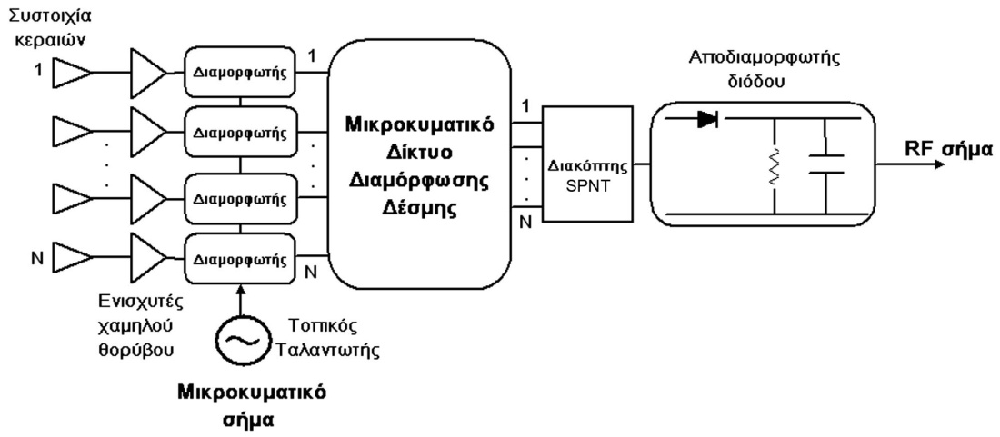 Συστοιχία
κεραιών
1
Ν
Διαμορφωτής
Διαμορφωτής
Διαμορφωτής
Διαμορφωτής
1
Ν
Ενισχυτές
χαμηλού
θορύβου
Τοπικός
Ταλαντωτής
Μικροκυματικό
σήμα
Μικροκυματικό
Δίκτυο
Διαμόρφωσης
Δέσμης
1
Ν
Διακόπτης
SPNT
Αποδιαμορφωτής
διόδου
RF σήμα